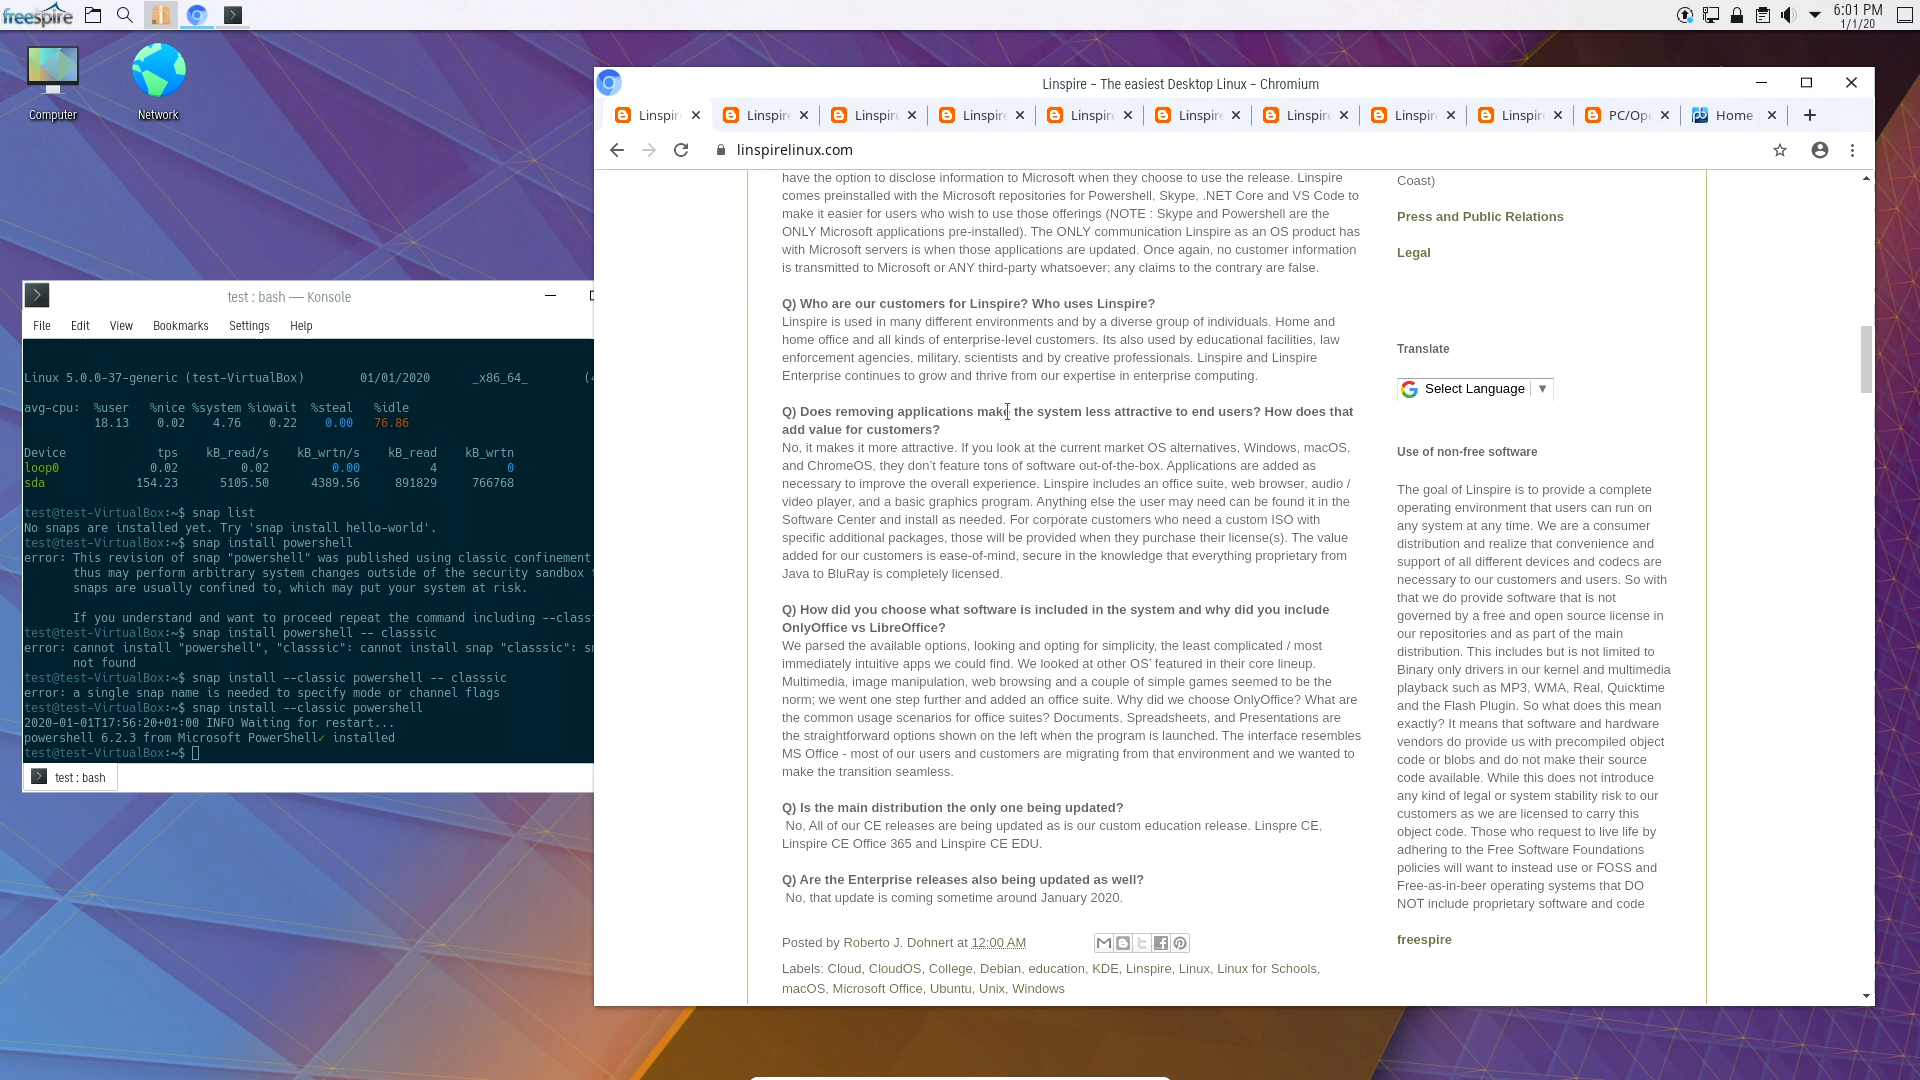 freespire
6:01 PM
1/1/20
Computer
Network
test : bash — Konsole
File Edit View Bookmarks Settings Help
Linux 5.0.0-37-generic (test-VirtualBox) 01/01/2020 _x86_64_ (
avg-cpu: %user %nice %system %iowait %steal %idle
18.13 0.02 4.76 0.22 0.00 76.86
Device tps kB_read/s kB_wrtn/s kB_read kB_wrtn
loop0 0.02 0.02 0.00 4 0
sda 154.23 5105.50 4389.56 891829 766768
test@test-VirtualBox:~$ snap list
No snaps are installed yet. Try 'snap install hello-world'.
test@test-VirtualBox:~$ snap install powershell
error: This revision of snap "powershell" was published using classic confinement
thus may perform arbitrary system changes outside of the security sandbox
snaps are usually confined to, which may put your system at risk.
If you understand and want to proceed repeat the command including --class
test@test-VirtualBox:~$ snap install powershell -- classsic
error: cannot install "powershell", "classsic": cannot install snap "classsic": s
not found
test@test-VirtualBox:~$ snap install --classic powershell -- classsic
error: a single snap name is needed to specify mode or channel flags
test@test-VirtualBox:~$ snap install --classic powershell
2020-01-01T17:56:20+01:00 INFO Waiting for restart...
powershell 6.2.3 from Microsoft PowerShell✓ installed
test@test-VirtualBox:~$
test : bash
Linspire – The easiest Desktop Linux – Chromium
Linspir Linspire Linspire Linspire Linspire Linspire Linspire Linspire Linspire PC/Op Home
linspirelinux.com
have the option to disclose information to Microsoft when they choose to use the release. Linspire
comes preinstalled with the Microsoft repositories for Powershell, Skype, .NET Core and VS Code to
make it easier for users who wish to use those offerings (NOTE : Skype and Powershell are the
ONLY Microsoft applications pre-installed). The ONLY communication Linspire as an OS product has
with Microsoft servers is when those applications are updated. Once again, no customer information
is transmitted to Microsoft or ANY third-party whatsoever; any claims to the contrary are false.
Q) Who are our customers for Linspire? Who uses Linspire?
Linspire is used in many different environments and by a diverse group of individuals. Home and
home office and all kinds of enterprise-level customers. Its also used by educational facilities, law
enforcement agencies, military, scientists and by creative professionals. Linspire and Linspire
Enterprise continues to grow and thrive from our expertise in enterprise computing.
Q) Does removing applications make the system less attractive to end users? How does that
add value for customers?
No, it makes it more attractive. If you look at the current market OS alternatives, Windows, macOS,
and ChromeOS, they don't feature tons of software out-of-the-box. Applications are added as
necessary to improve the overall experience. Linspire includes an office suite, web browser, audio /
video player, and a basic graphics program. Anything else the user may need can be found it in the
Software Center and install as needed. For corporate customers who need a custom ISO with
specific additional packages, those will be provided when they purchase their license(s). The value
added for our customers is ease-of-mind, secure in the knowledge that everything proprietary from
Java to BluRay is completely licensed.
Q) How did you choose what software is included in the system and why did you include
OnlyOffice vs LibreOffice?
We parsed the available options, looking and opting for simplicity, the least complicated / most
immediately intuitive apps we could find. We looked at other OS' featured in their core lineup.
Multimedia, image manipulation, web browsing and a couple of simple games seemed to be the
norm; we went one step further and added an office suite. Why did we choose OnlyOffice? What are
the common usage scenarios for office suites? Documents, Spreadsheets, and Presentations are
the straightforward options shown on the left when the program is launched. The interface resembles
MS Office - most of our users and customers are migrating from that environment and we wanted to
make the transition seamless.
Q) Is the main distribution the only one being updated?
No, All of our CE releases are being updated as is our custom education release. Linspre CE,
Linspire CE Office 365 and Linspire CE EDU.
Q) Are the Enterprise releases also being updated as well?
No, that update is coming sometime around January 2020.
Posted by Roberto J. Dohnert at 12:00 AM
Labels: Cloud, CloudOS, College, Debian, education, KDE, Linspire, Linux, Linux for Schools,
macOS, Microsoft Office, Ubuntu, Unix, Windows
Coast)
Press and Public Relations
Legal
Translate
Select Language ▼
Use of non-free software
The goal of Linspire is to provide a complete
operating environment that users can run on
any system at any time. We are a consumer
distribution and realize that convenience and
support of all different devices and codecs are
necessary to our customers and users. So with
that we do provide software that is not
governed by a free and open source license in
our repositories and as part of the main
distribution. This includes but is not limited to
Binary only drivers in our kernel and multimedia
playback such as MP3, WMA, Real, Quicktime
and the Flash Plugin. So what does this mean
exactly? It means that software and hardware
vendors do provide us with precompiled object
code or blobs and do not make their source
code available. While this does not introduce
any kind of legal or system stability risk to our
customers as we are licensed to carry this
object code. Those who request to live life by
adhering to the Free Software Foundations
policies will want to instead use or FOSS and
Free-as-in-beer operating systems that DO
NOT include proprietary software and code
freespire